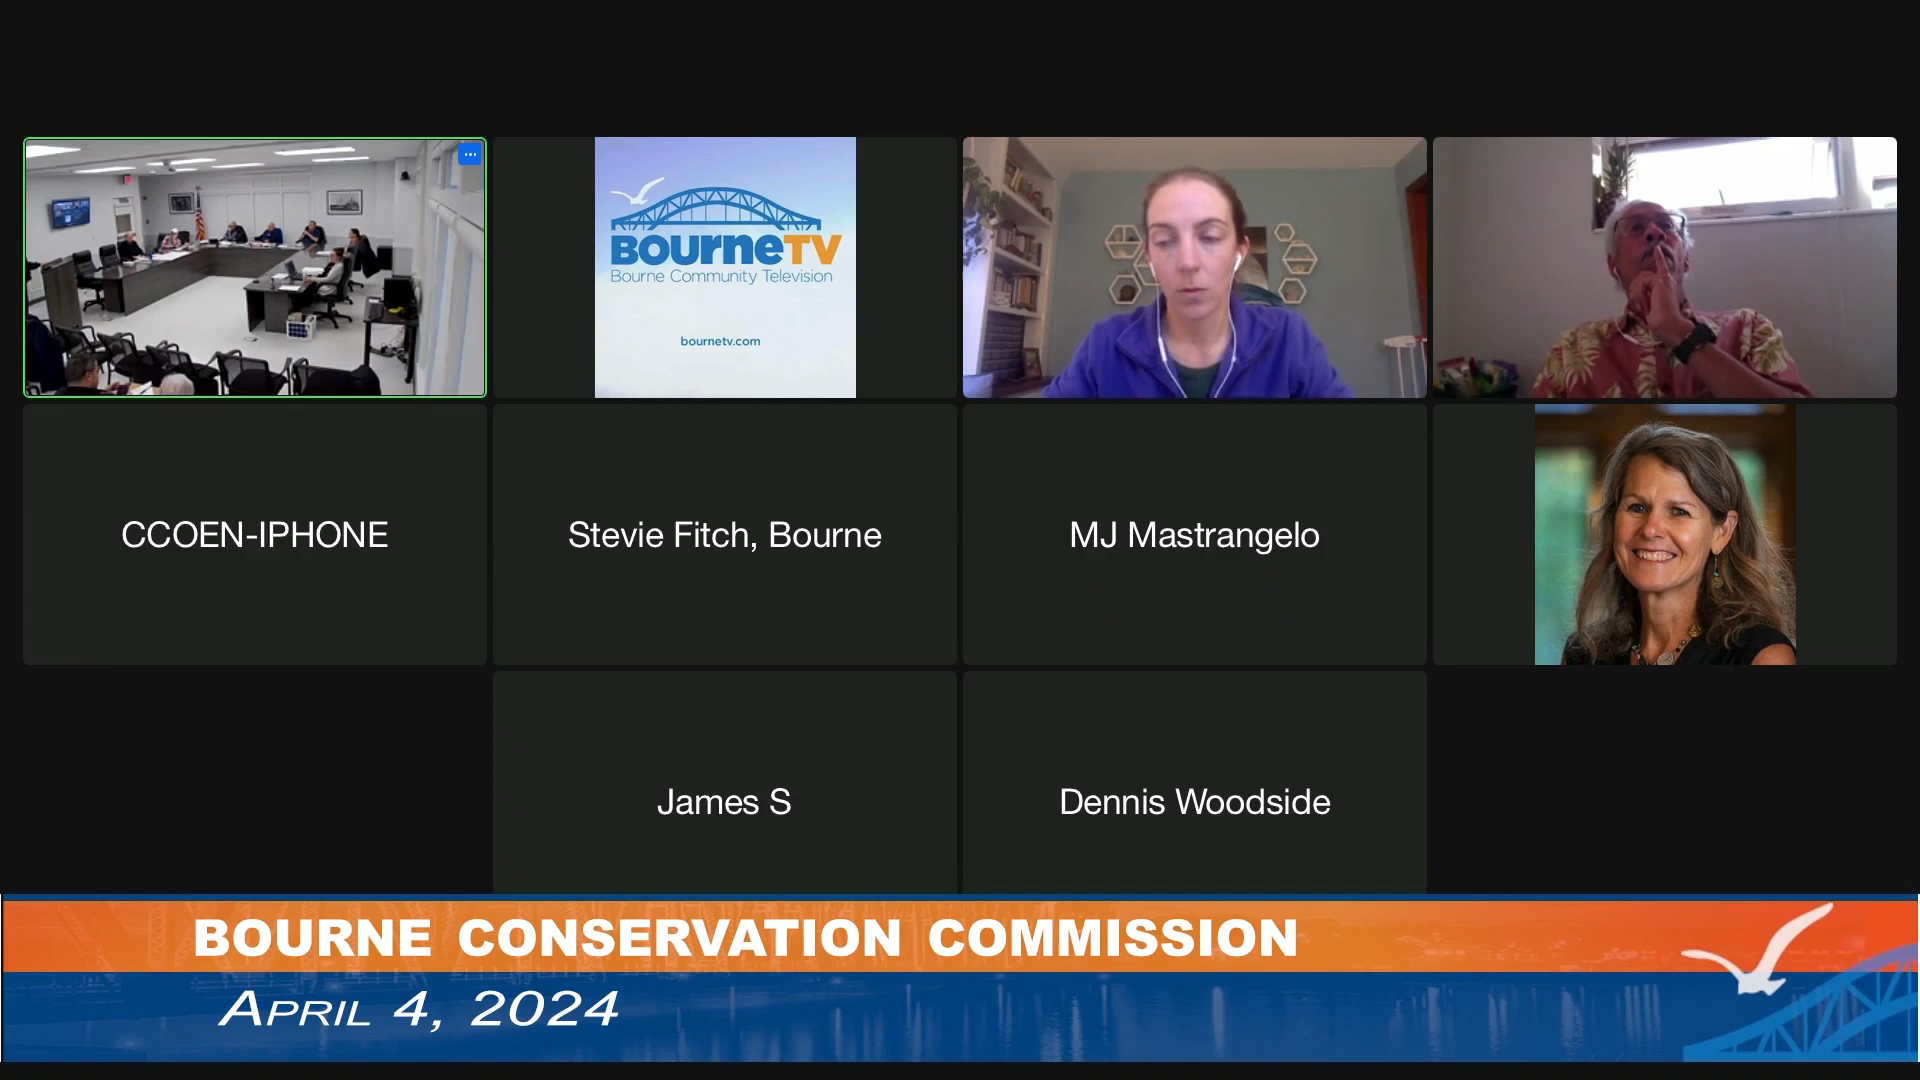 BOURNETV
Bourne Community Television
bournetv.com
CCOEN-IPHONE
Stevie Fitch, Bourne
MJ Mastrangelo
James S
Dennis Woodside
BOURNE CONSERVATION COMMISSION
APRIL 4, 2024